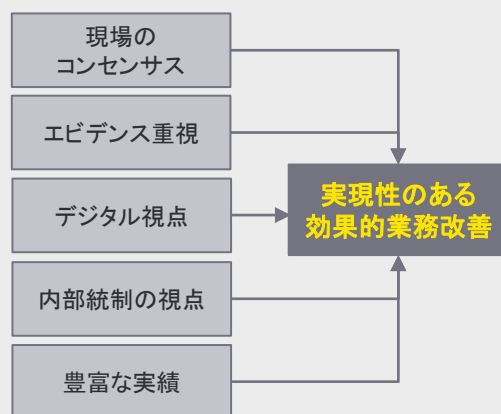 現場の
コンセンサス
エビデンス重視
デジタル視点
内部統制の視点
豊富な実績
実現性のある
効果的業務改善